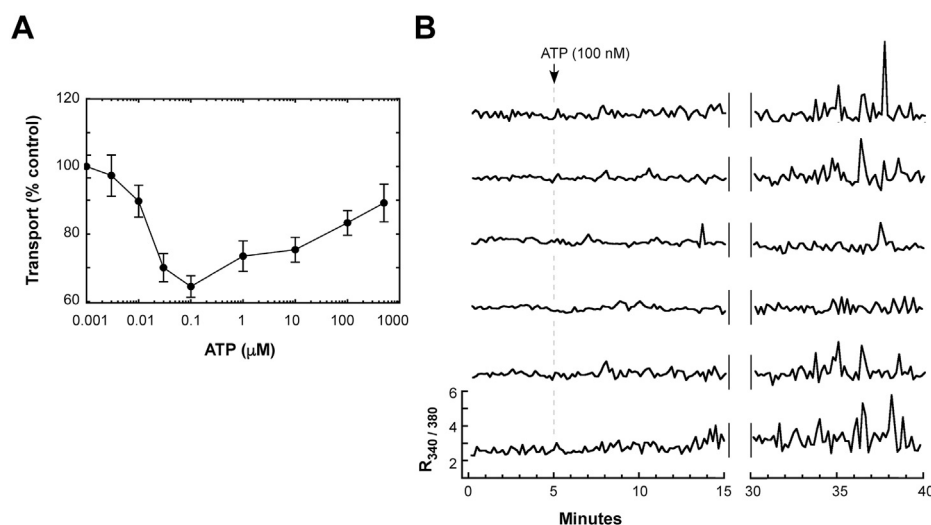 A
B
ATP (100 nM)
120
100
80
60
Transport (% control)
0.001 0.01 0.1 1 10 100 1000
ATP (μM)
6
4
2
R340 / 380
0 5 10 15 30 35 40
Minutes